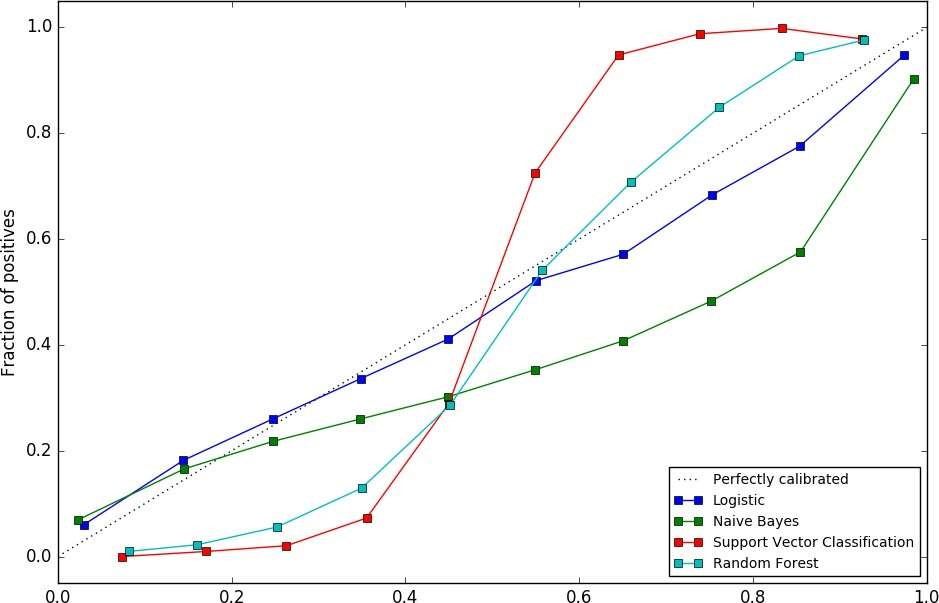 1.0
0.8
0.6
0.4
0.2
0.0
Fraction of positives
Perfectly calibrated
Logistic
Naive Bayes
Support Vector Classification
Random Forest
0.0 0.2 0.4 0.6 0.8 1.0